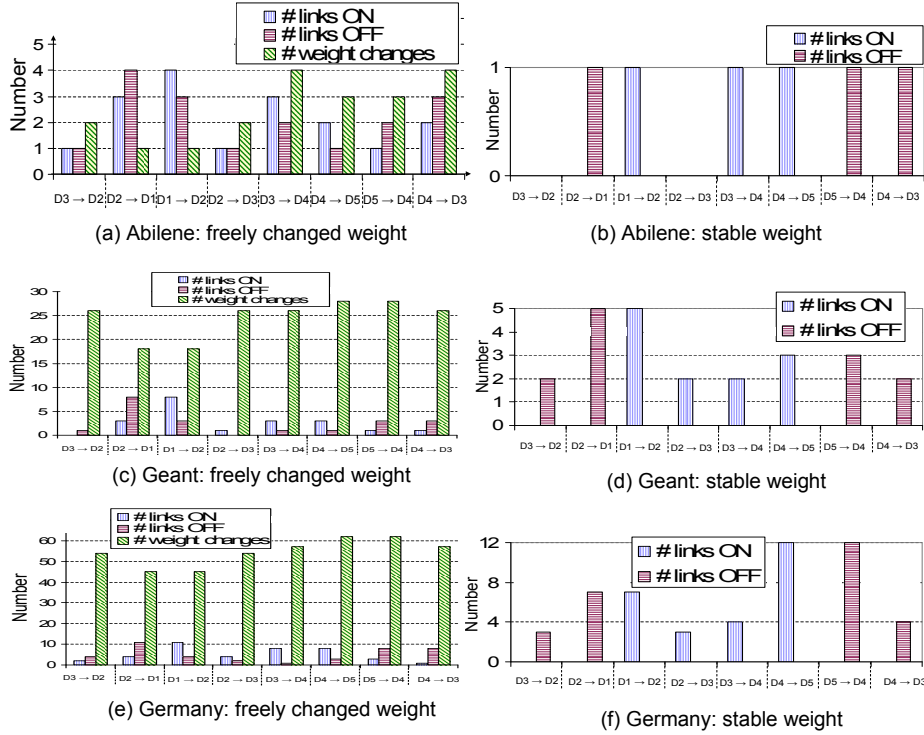 # links ON
# links OFF
# weight changes
Number
5
4
3
2
1
0
D3 → D2 D2 → D1 D1 → D2 D2 → D3 D3 → D4 D4 → D5 D5 → D4 D4 → D3
(a) Abilene: freely changed weight
# links ON
# links OFF
Number
1
0
D3 → D2 D2 → D1 D1 → D2 D2 → D3 D3 → D4 D4 → D5 D5 → D4 D4 → D3
(b) Abilene: stable weight
# links ON
# links OFF
# weight changes
Number
30
25
20
15
10
5
0
D3 → D2 D2 → D1 D1 → D2 D2 → D3 D3 → D4 D4 → D5 D5 → D4 D4 → D3
(c) Geant: freely changed weight
# links ON
# links OFF
Number
5
3
2
0
D3 → D2 D2 → D1 D1 → D2 D2 → D3 D3 → D4 D4 → D5 D5 → D4 D4 → D3
(d) Geant: stable weight
# links ON
# links OFF
# weight changes
Number
60
50
40
30
20
10
0
D3 → D2 D2 → D1 D1 → D2 D2 → D3 D3 → D4 D4 → D5 D5 → D4 D4 → D3
(e) Germany: freely changed weight
# links ON
# links OFF
Number
12
7
4
0
D3 → D2 D2 → D1 D1 → D2 D2 → D3 D3 → D4 D4 → D5 D5 → D4 D4 → D3
(f) Germany: stable weight